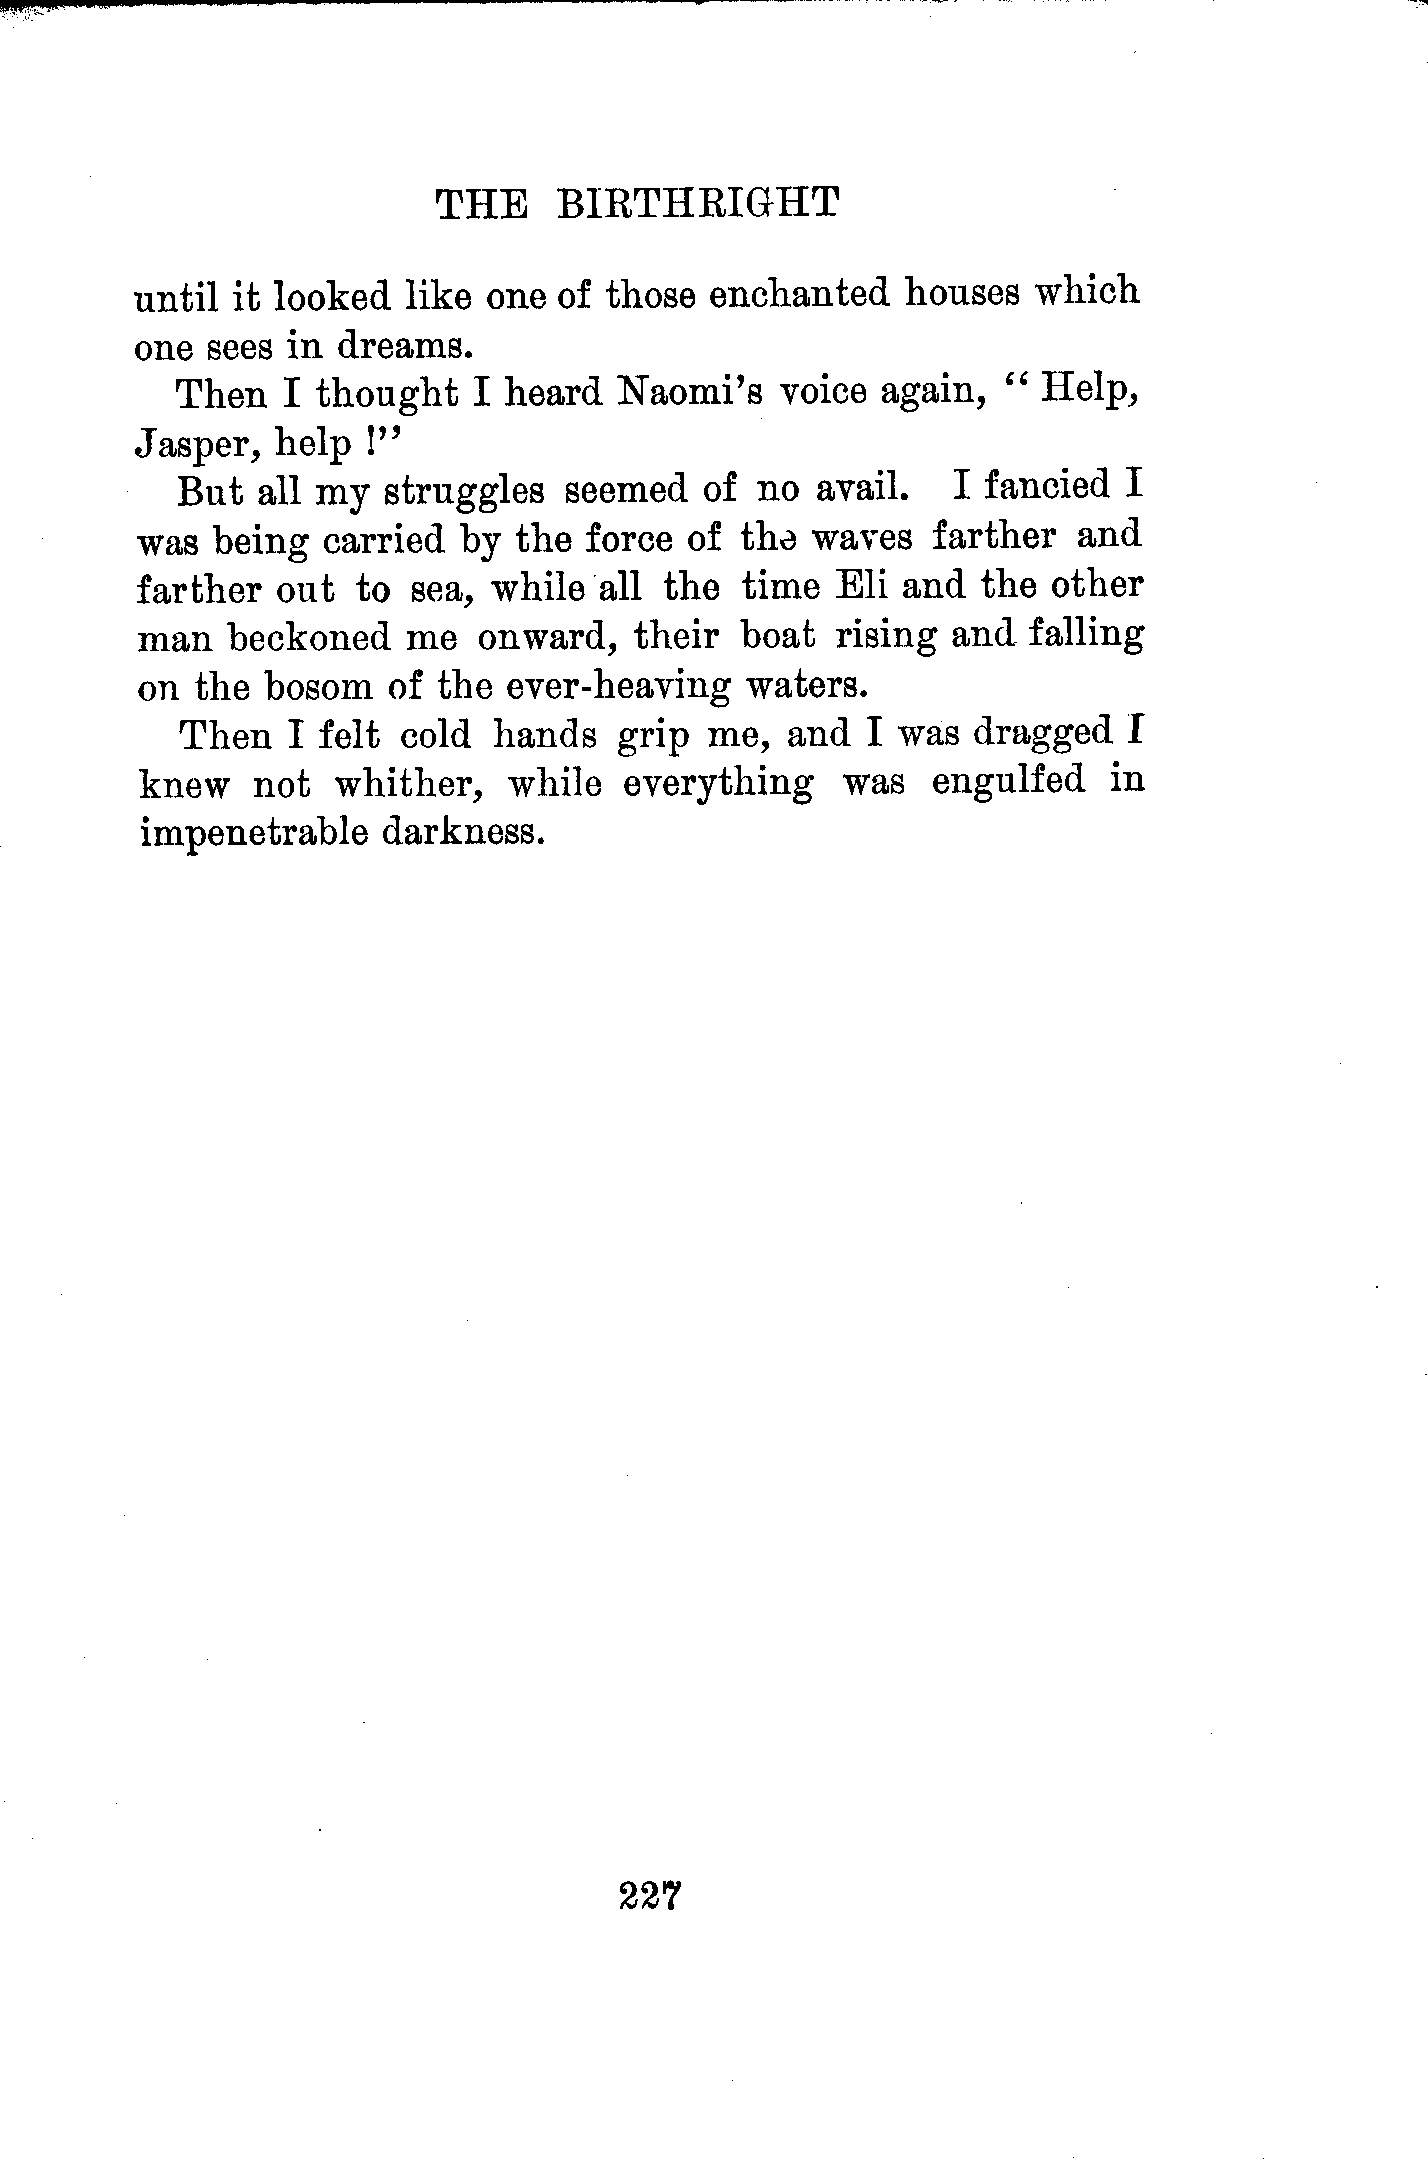 THE BIRTHRIGHT
until it looked like one of those enchanted houses which
one sees in dreams.
Then I thought I heard Naomi's voice again, “ Help,
Jasper, help !”
But all my struggles seemed of no avail. I fancied I
was being carried by the force of the waves farther and
farther out to sea, while all the time Eli and the other
man beckoned me onward, their boat rising and falling
on the bosom of the ever-heaving waters.
Then I felt cold hands grip me, and I was dragged I
knew not whither, while everything was engulfed in
impenetrable darkness.
227